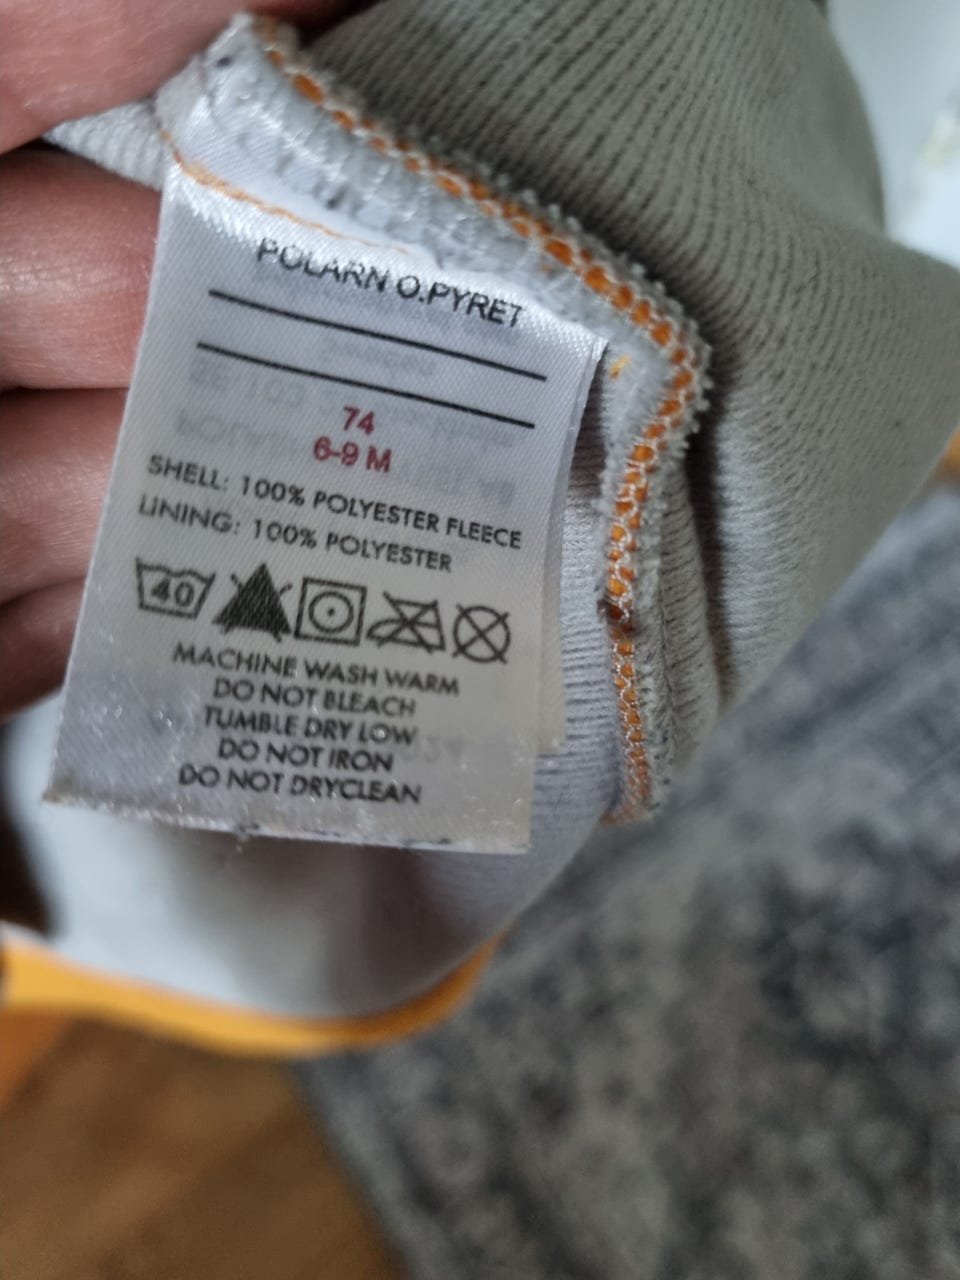 POLARN O.PYRET
74
6-9 M
SHELL: 100% POLYESTER FLEECE
LINING: 100% POLYESTER
40
MACHINE WASH WARM
DO NOT BLEACH
TUMBLE DRY LOW
DO NOT IRON
DO NOT DRYCLEAN